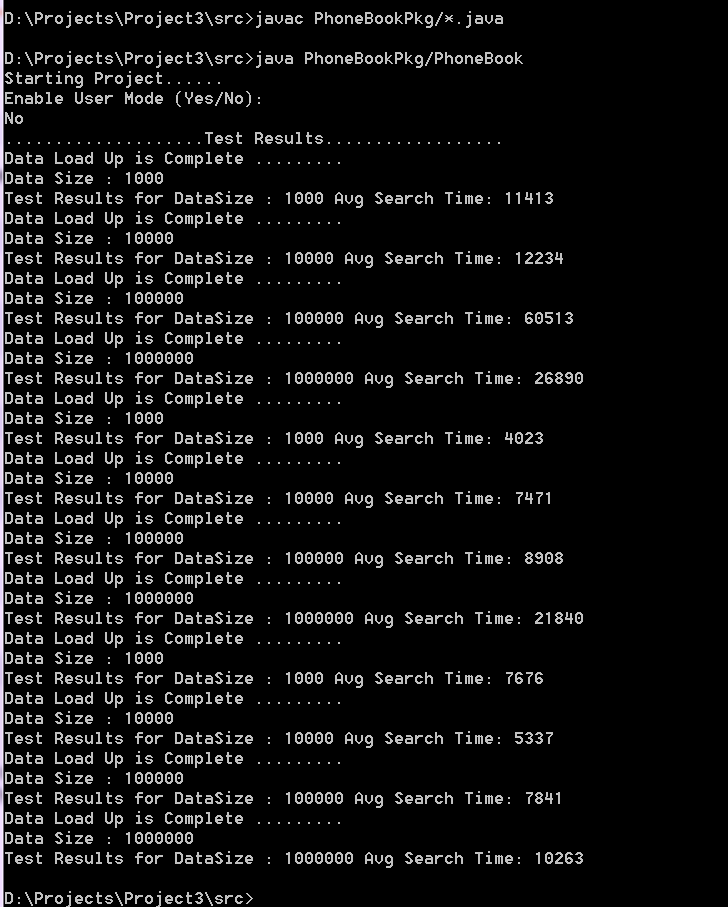 D:\Projects\Project3\src>javac PhoneBookPkg/*.java
D:\Projects\Project3\src>java PhoneBookPkg/PhoneBook
Starting Project......
Enable User Mode (Yes/No):
No
....................Test Results..................
Data Load Up is Complete .........
Data Size : 1000
Test Results for DataSize : 1000 Avg Search Time: 11413
Data Load Up is Complete .........
Data Size : 10000
Test Results for DataSize : 10000 Avg Search Time: 12234
Data Load Up is Complete .........
Data Size : 100000
Test Results for DataSize : 100000 Avg Search Time: 60513
Data Load Up is Complete .........
Data Size : 1000000
Test Results for DataSize : 1000000 Avg Search Time: 26890
Data Load Up is Complete .........
Data Size : 1000
Test Results for DataSize : 1000 Avg Search Time: 4023
Data Load Up is Complete .........
Data Size : 10000
Test Results for DataSize : 10000 Avg Search Time: 7471
Data Load Up is Complete .........
Data Size : 100000
Test Results for DataSize : 100000 Avg Search Time: 8908
Data Load Up is Complete .........
Data Size : 1000000
Test Results for DataSize : 1000000 Avg Search Time: 21840
Data Load Up is Complete .........
Data Size : 1000
Test Results for DataSize : 1000 Avg Search Time: 7676
Data Load Up is Complete .........
Data Size : 10000
Test Results for DataSize : 10000 Avg Search Time: 5337
Data Load Up is Complete .........
Data Size : 100000
Test Results for DataSize : 100000 Avg Search Time: 7841
Data Load Up is Complete .........
Data Size : 1000000
Test Results for DataSize : 1000000 Avg Search Time: 10263
D:\Projects\Project3\src>